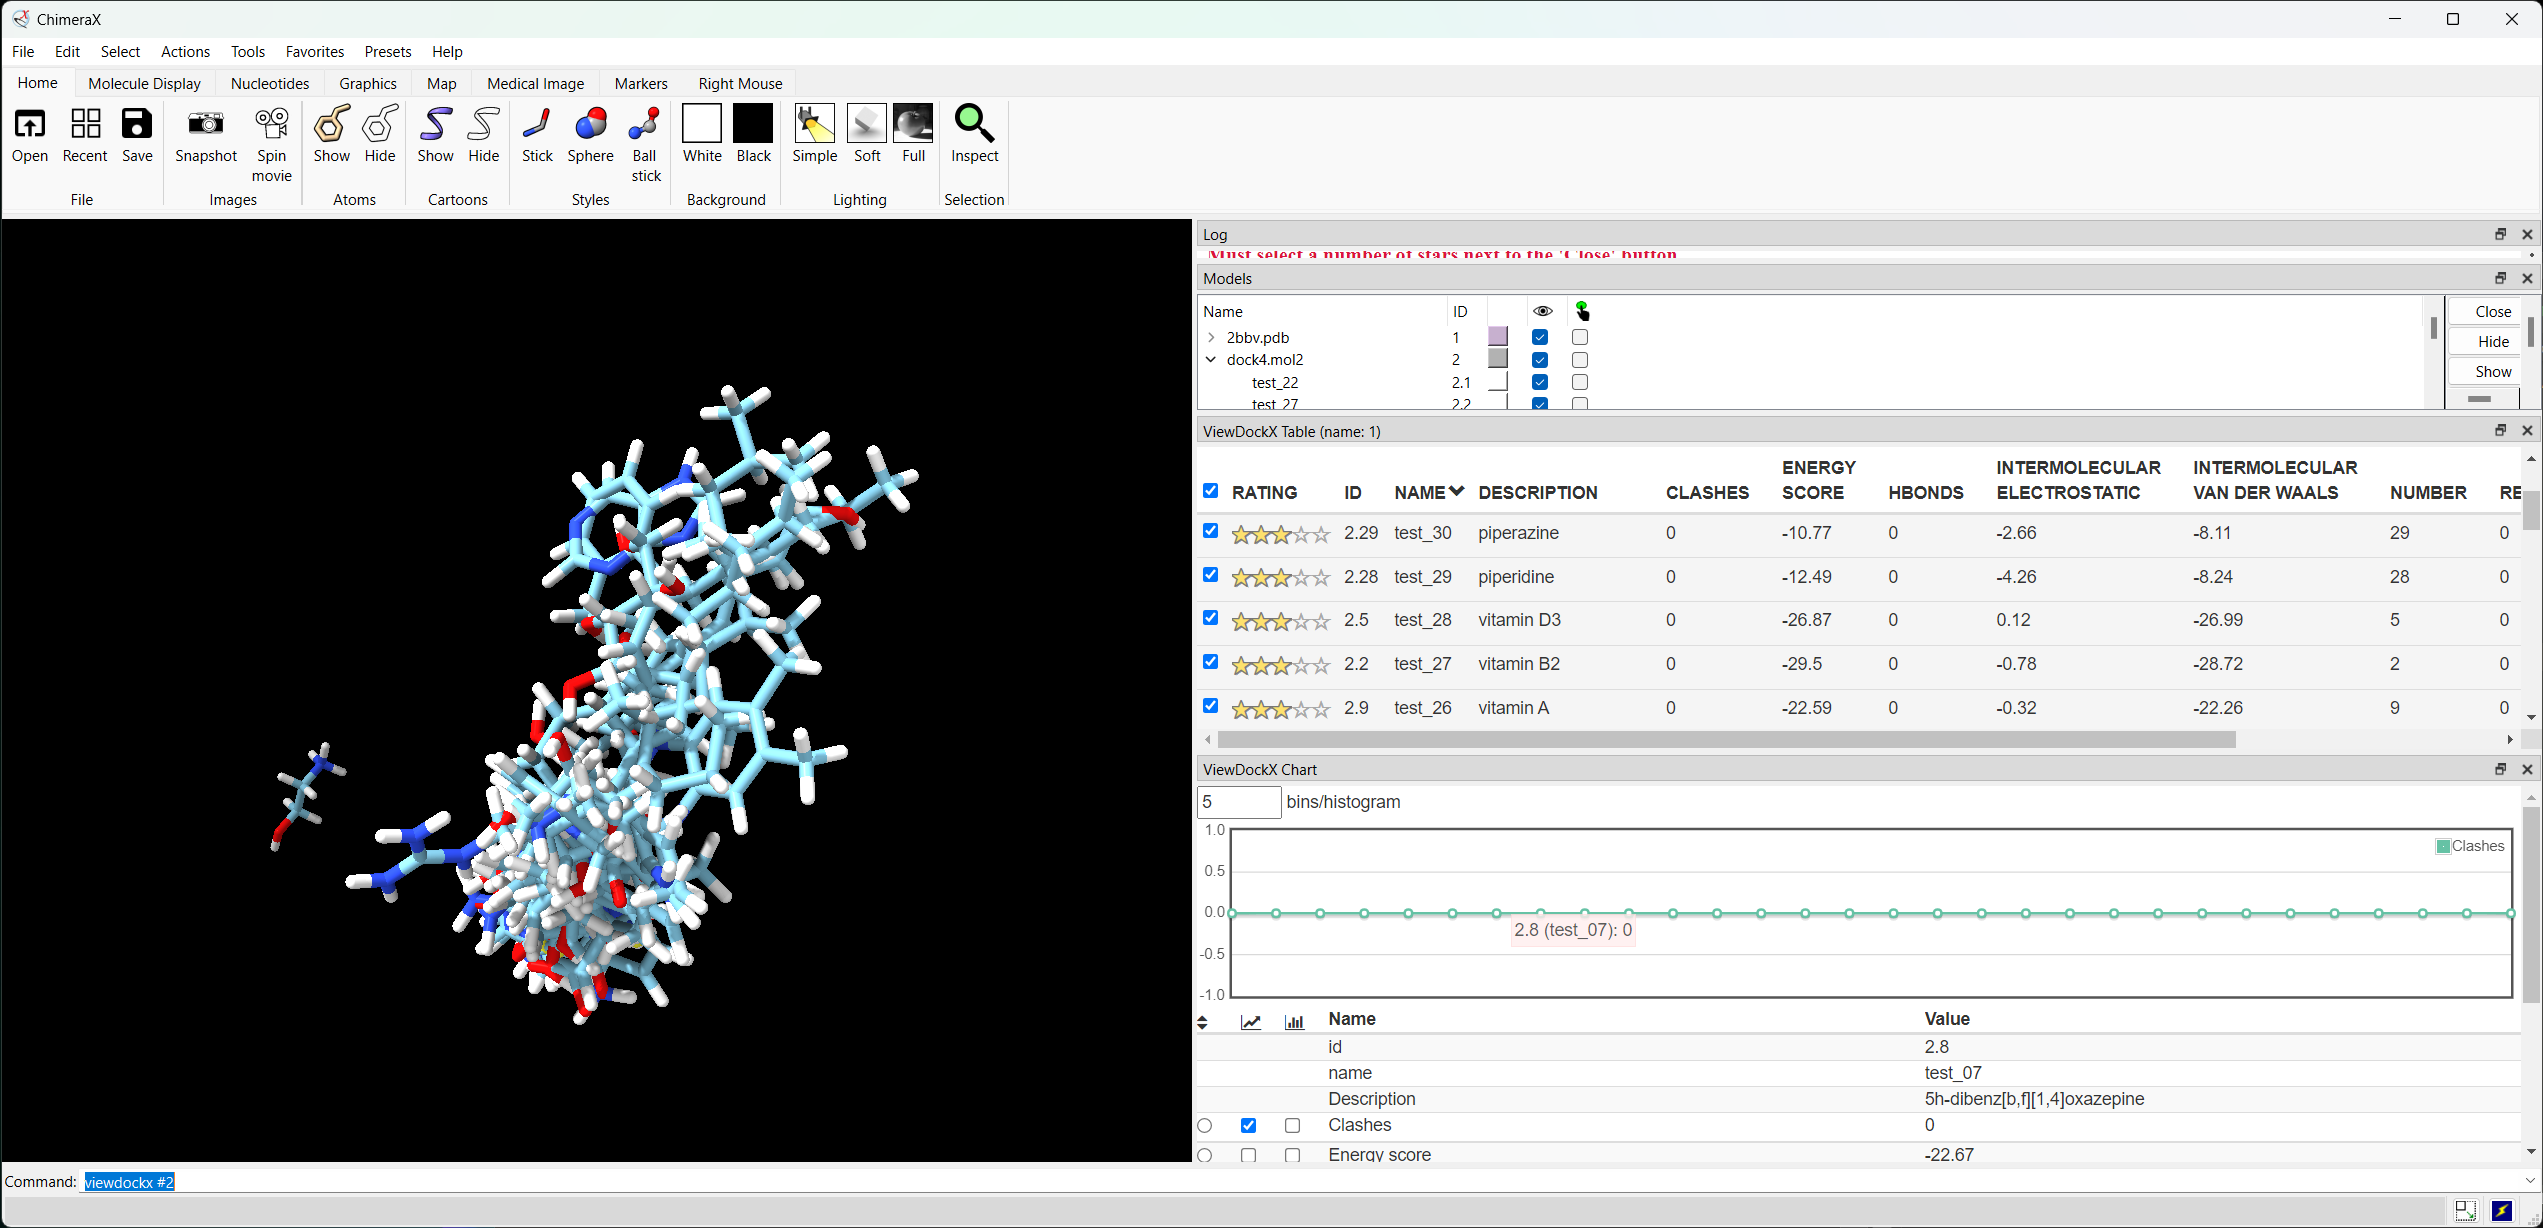 ChimeraX
File Edit Select Actions Tools Favorites Presets Help
Home Molecule Display Nucleotides Graphics Map Medical Image Markers Right Mouse
Open Recent Save Snapshot Spin movie Show Hide Show Hide Stick Sphere Ball stick White Black Simple Soft Full Inspect
File Images Atoms Cartoons Styles Background Lighting Selection
Log
Must select a number of stars next to the 'Close' button
Models
Name ID
2bbv.pdb 1
dock4.mol2 2
test_22 2.1
test_27 2.2
Close
Hide
Show
ViewDockX Table (name: 1)
RATING ID NAME DESCRIPTION CLASHES ENERGY SCORE HBONDS INTERMOLECULAR ELECTROSTATIC INTERMOLECULAR VAN DER WAALS NUMBER RE
2.29 test_30 piperazine 0 -10.77 0 -2.66 -8.11 29 0
2.28 test_29 piperidine 0 -12.49 0 -4.26 -8.24 28 0
2.5 test_28 vitamin D3 0 -26.87 0 0.12 -26.99 5 0
2.2 test_27 vitamin B2 0 -29.5 0 -0.78 -28.72 2 0
2.9 test_26 vitamin A 0 -22.59 0 -0.32 -22.26 9 0
ViewDockX Chart
5 bins/histogram
1.0
0.5
0.0
-0.5
-1.0
Clashes
2.8 (test_07): 0
Name Value
id 2.8
name test_07
Description 5h-dibenz[b,f][1,4]oxazepine
Clashes 0
Energy score -22.67
Command: viewdockx #2